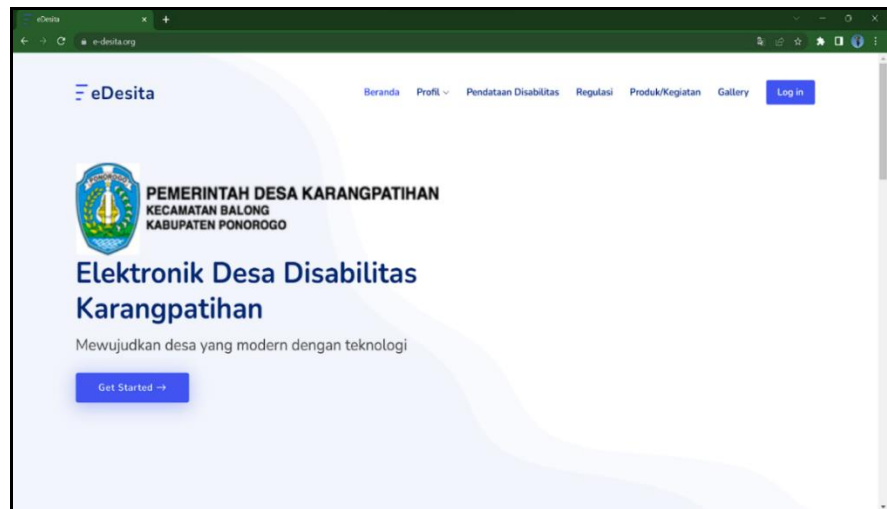 eDesita
e-desita.org
eDesita
Beranda Profil Pendataan Disabilitas Regulasi Produk/Kegiatan Gallery Log in
PONOROGO
PEMERINTAH DESA KARANGPATIHAN
KECAMATAN BALONG
KABUPATEN PONOROGO
Elektronik Desa Disabilitas
Karangpatihan
Mewujudkan desa yang modern dengan teknologi
Get Started →